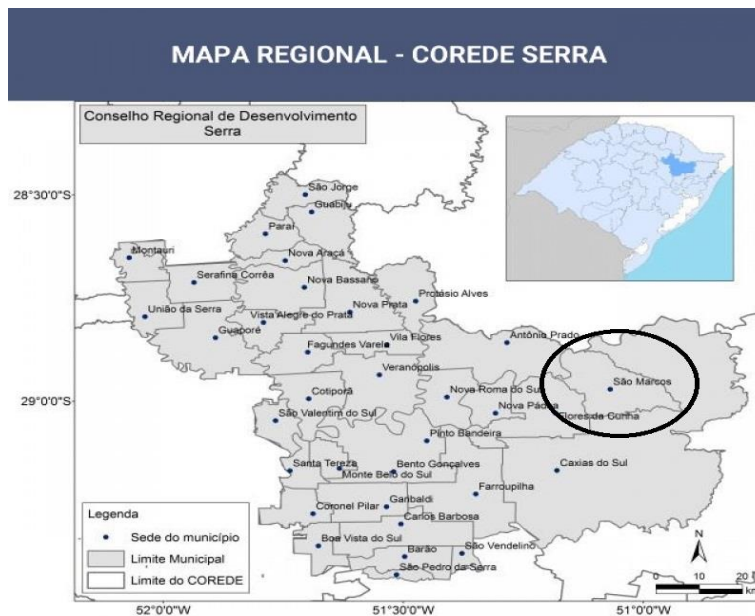 MAPA REGIONAL - COREDE SERRA
Conselho Regional de Desenvolvimento
Serra
28°30'0"S
29°0'0"S
São Jorge
Guabiju
Paraí
Nova Araçá
Montauri
Serafina Corrêa
Nova Bassano
Protásio Alves
União da Serra
Vista Alegre do Prata
Nova Prata
Guaporé
Antônio Prado
Fagundes Varela
Vila Flores
Veranópolis
São Marcos
Cotiporã
Nova Roma do Sul
São Valentim do Sul
Nova Pádua
Flores da Cunha
Pinto Bandeira
Santa Tereza
Monte Belo do Sul
Bento Gonçalves
Caxias do Sul
Farroupilha
Coronel Pilar
Garibaldi
Carlos Barbosa
Boa Vista do Sul
Barão
São Vendelino
São Pedro da Serra
Legenda
Sede do município
Limite Municipal
Limite do COREDE
N
0 10 20
km
52°0'0"W
51°30'0"W
51°0'0"W